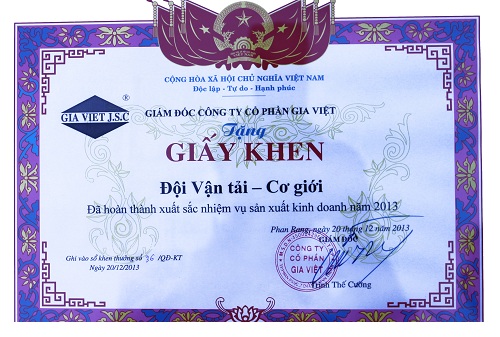 CỘNG HÒA XÃ HỘI CHỦ NGHĨA VIỆT NAM
Độc lập - Tự do - Hạnh phúc
GIA VIET J.S.C
®
GIÁM ĐỐC CÔNG TY CỔ PHẦN GIA VIỆT
Tặng
GIẤY KHEN
Đội Vận tải – Cơ giới
Đã hoàn thành xuất sắc nhiệm vụ sản xuất kinh doanh năm 2013
Phan Rang, ngày 20 tháng 12 năm 2013
GIÁM ĐỐC
CÔNG TY
CỔ PHẦN
GIA VIỆT
Ghi vào sổ khen thưởng số 36 /QĐ-KT
Ngày 20/12/2013
Trịnh Thế Cường